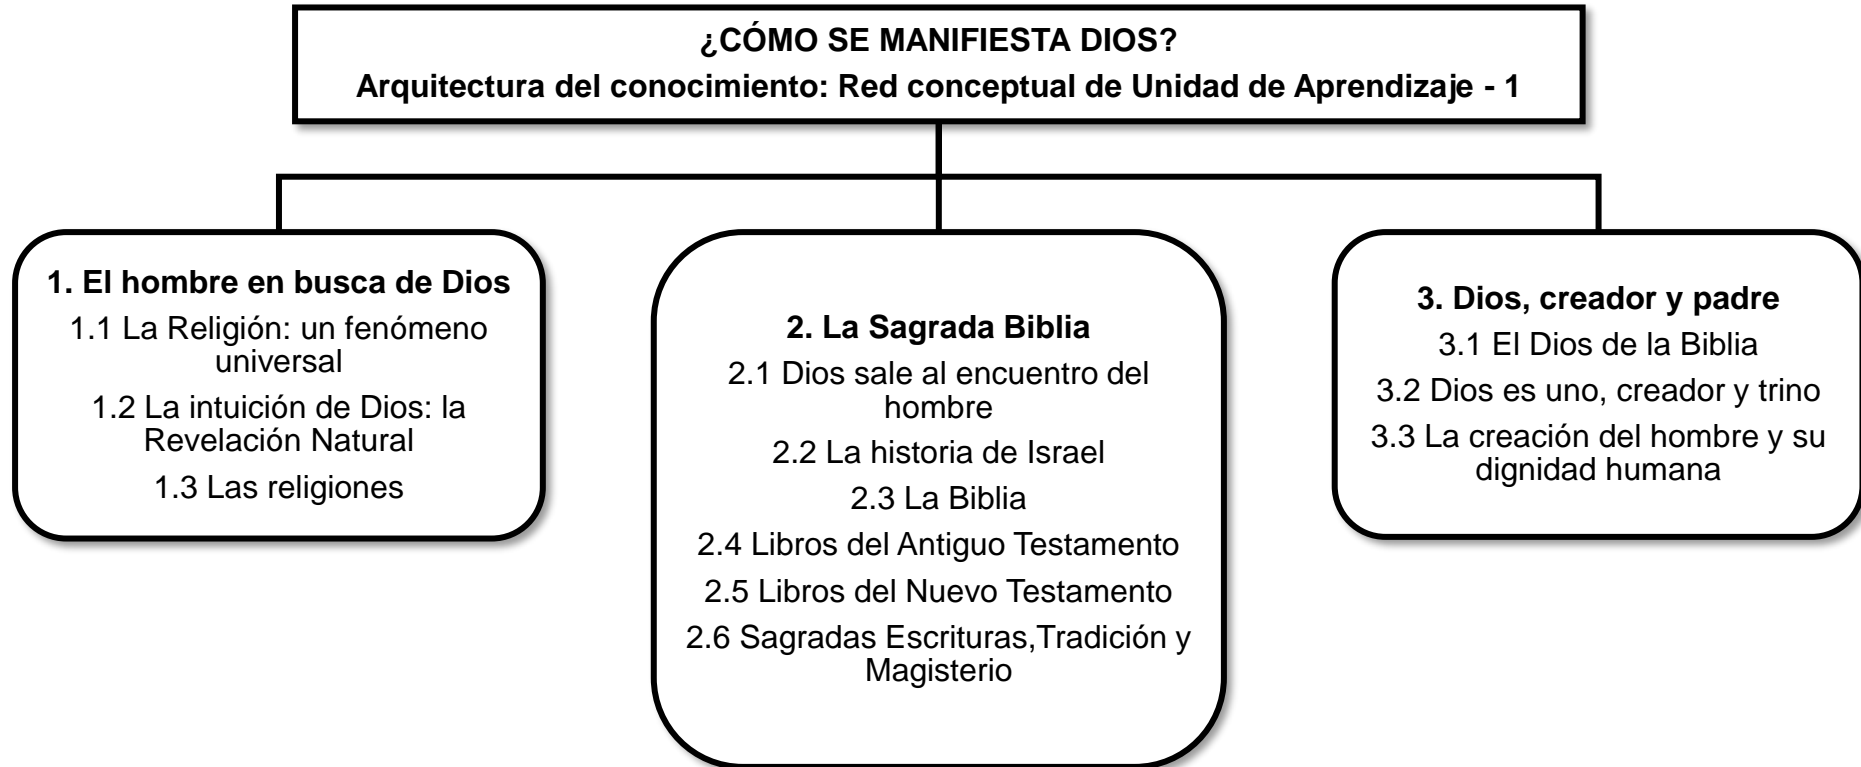 ¿CÓMO SE MANIFIESTA DIOS?
Arquitectura del conocimiento: Red conceptual de Unidad de Aprendizaje - 1
1. El hombre en busca de Dios
1.1 La Religión: un fenómeno
universal
1.2 La intuición de Dios: la
Revelación Natural
1.3 Las religiones
2. La Sagrada Biblia
2.1 Dios sale al encuentro del
hombre
2.2 La historia de Israel
2.3 La Biblia
2.4 Libros del Antiguo Testamento
2.5 Libros del Nuevo Testamento
2.6 Sagradas Escrituras,Tradición y
Magisterio
3. Dios, creador y padre
3.1 El Dios de la Biblia
3.2 Dios es uno, creador y trino
3.3 La creación del hombre y su
dignidad humana